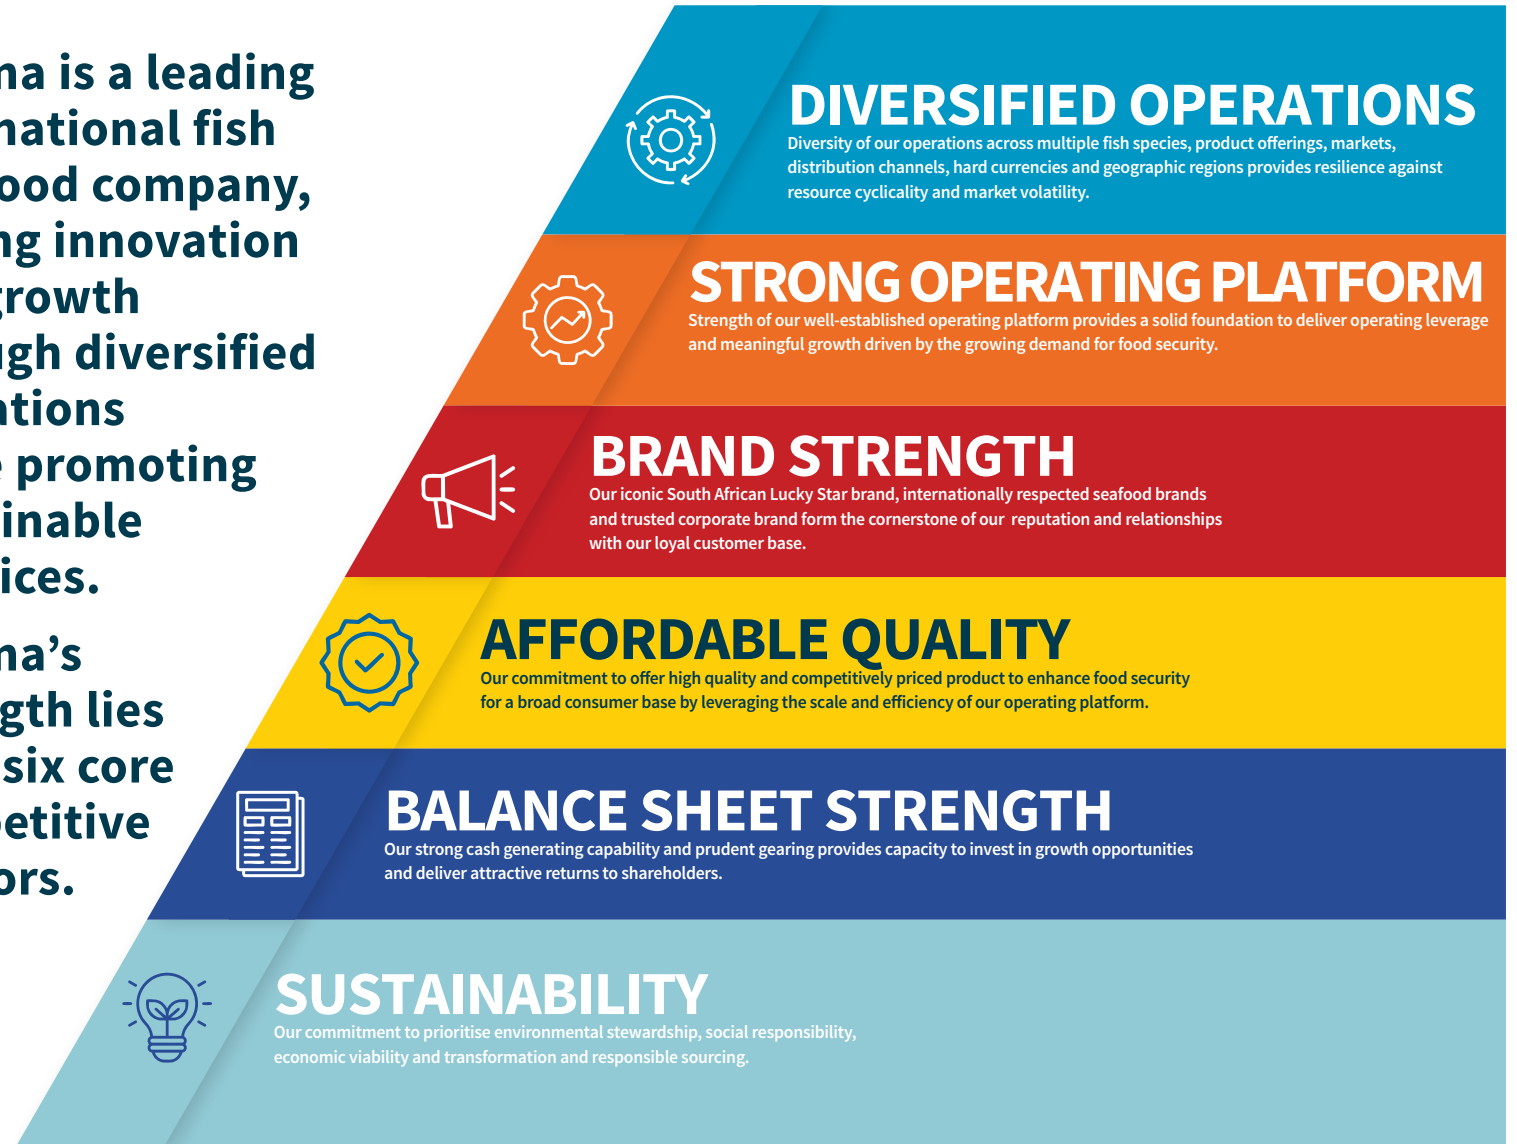 na is a leading
national fish
ood company,
ng innovation
growth
ugh diversified
ations
e promoting
inable
ices.
na’s
gth lies
six core
petitive
ors.
DIVERSIFIED OPERATIONS
Diversity of our operations across multiple fish species, product offerings, markets,
distribution channels, hard currencies and geographic regions provides resilience against
resource cyclicality and market volatility.
STRONG OPERATING PLATFORM
Strength of our well-established operating platform provides a solid foundation to deliver operating leverage
and meaningful growth driven by the growing demand for food security.
BRAND STRENGTH
Our iconic South African Lucky Star brand, internationally respected seafood brands
and trusted corporate brand form the cornerstone of our reputation and relationships
with our loyal customer base.
AFFORDABLE QUALITY
Our commitment to offer high quality and competitively priced product to enhance food security
for a broad consumer base by leveraging the scale and efficiency of our operating platform.
BALANCE SHEET STRENGTH
Our strong cash generating capability and prudent gearing provides capacity to invest in growth opportunities
and deliver attractive returns to shareholders.
SUSTAINABILITY
Our commitment to prioritise environmental stewardship, social responsibility,
economic viability and transformation and responsible sourcing.